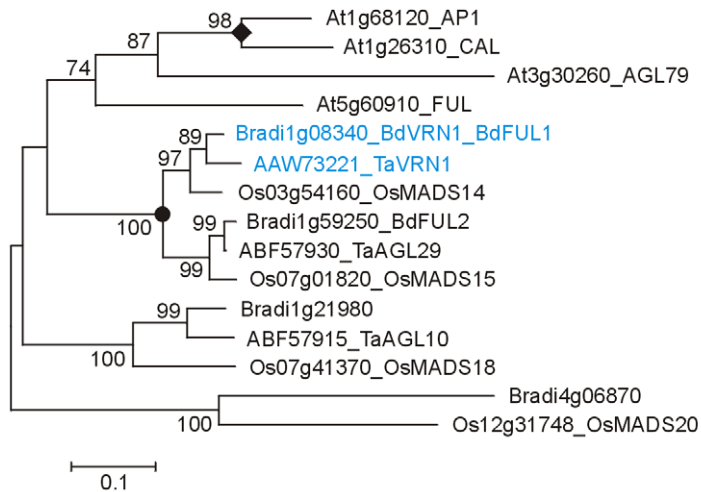 98
At1g68120_AP1
87
At1g26310_CAL
74
At3g30260_AGL79
At5g60910_FUL
89
Bradi1g08340_BdVRN1_BdFUL1
97
AAW73221_TaVRN1
Os03g54160_OsMADS14
100
99
Bradi1g59250_BdFUL2
ABF57930_TaAGL29
99
Os07g01820_OsMADS15
99
Bradi1g21980
ABF57915_TaAGL10
100
Os07g41370_OsMADS18
Bradi4g06870
100
Os12g31748_OsMADS20
0.1